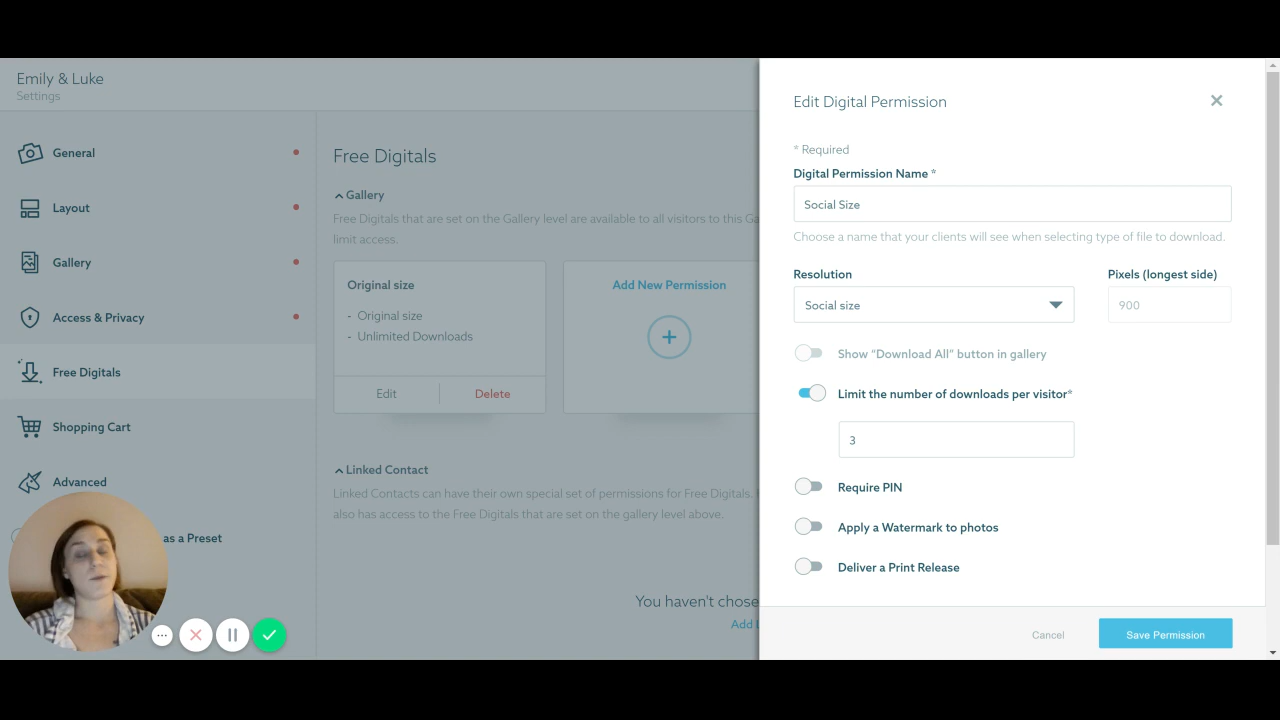 Emily & Luke
Settings
General
Layout
Gallery
Access & Privacy
Free Digitals
Shopping Cart
Advanced
as a Preset
Free Digitals
Gallery
Free Digitals that are set on the Gallery level are available to all visitors to this Ga
limit access.
Original size
- Original size
- Unlimited Downloads
Edit
Delete
Add New Permission
Linked Contact
Linked Contacts can have their own special set of permissions for Free Digitals.
also has access to the Free Digitals that are set on the gallery level above.
You haven't chose
Add
Edit Digital Permission
* Required
Digital Permission Name *
Social Size
Choose a name that your clients will see when selecting type of file to download.
Resolution
Pixels (longest side)
Social size
900
Show "Download All" button in gallery
Limit the number of downloads per visitor*
3
Require PIN
Apply a Watermark to photos
Deliver a Print Release
Cancel
Save Permission